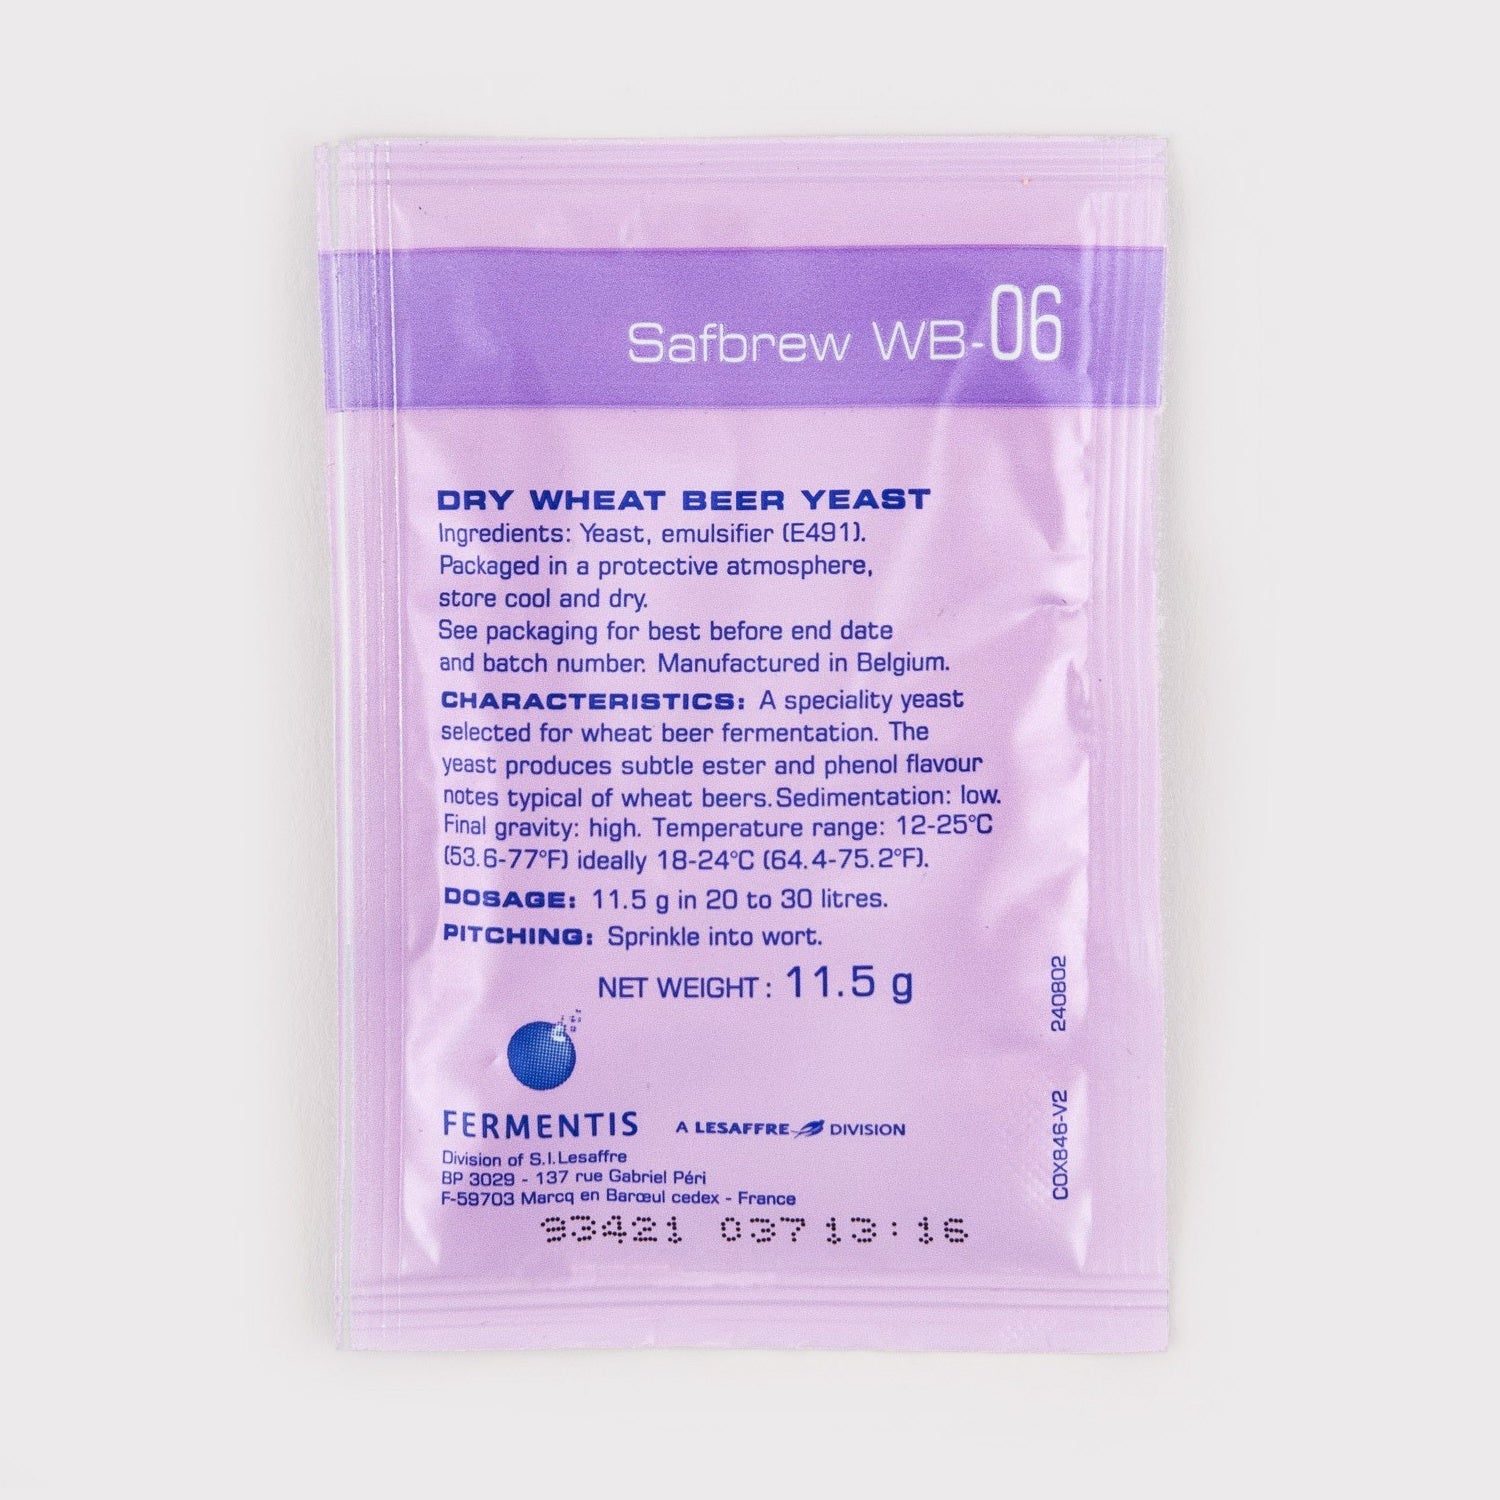 Safbrew WB-06
DRY WHEAT BEER YEAST
Ingredients: Yeast, emulsifier (E491).
Packaged in a protective atmosphere,
store cool and dry.
See packaging for best before end date
and batch number. Manufactured in Belgium.
CHARACTERISTICS: A speciality yeast
selected for wheat beer fermentation. The
yeast produces subtle ester and phenol flavour
notes typical of wheat beers.Sedimentation: low.
Final gravity: high. Temperature range: 12-25°C
(53.6-77°F) ideally 18-24°C (64.4-75.2°F).
DOSAGE: 11.5 g in 20 to 30 litres.
PITCHING: Sprinkle into wort.
NET WEIGHT: 11.5 g
FERMENTIS
A LESAFFRE DIVISION
Division of S.I.Lesaffre
BP 3029 - 137 rue Gabriel Péri
F-59703 Marcq en Barœul cedex - France
037 13:16
COX846-V2 240802